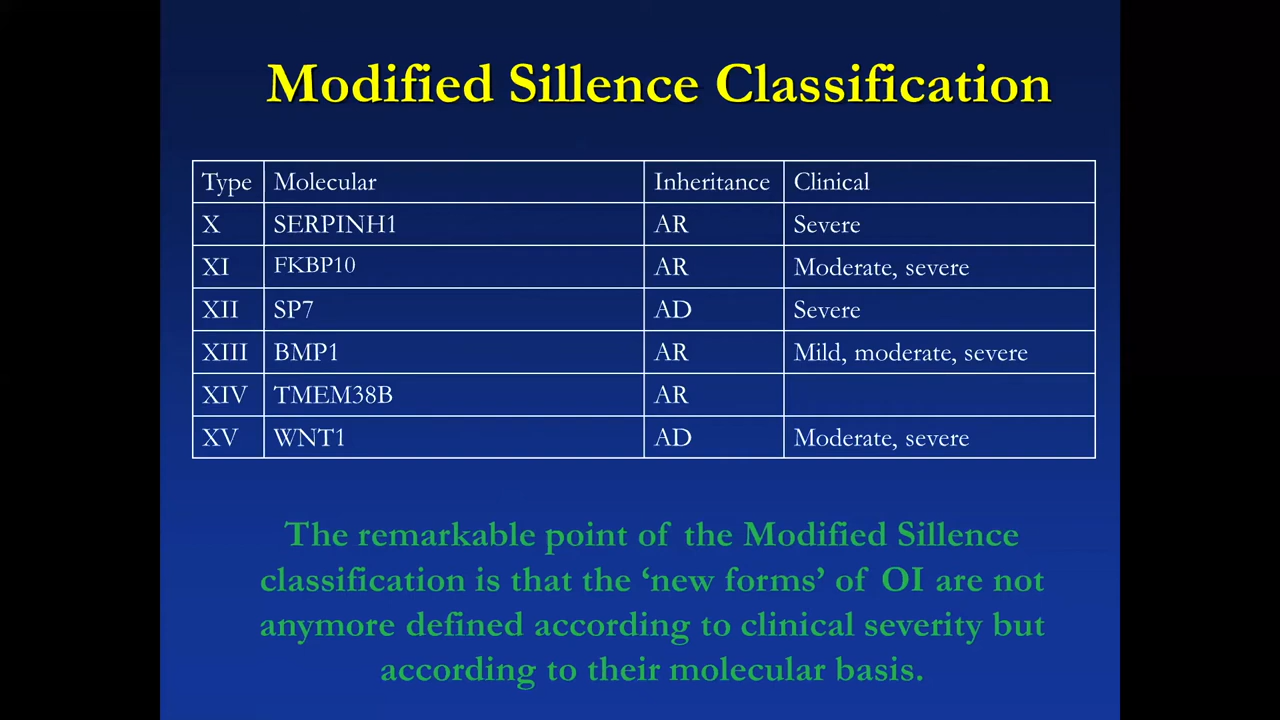 Modified Sillence Classification
Type Molecular Inheritance Clinical
X SERPINH1 AR Severe
XI FKBP10 AR Moderate, severe
XII SP7 AD Severe
XIII BMP1 AR Mild, moderate, severe
XIV TMEM38B AR
XV WNT1 AD Moderate, severe
The remarkable point of the Modified Sillence
classification is that the ‘new forms’ of OI are not
anymore defined according to clinical severity but
according to their molecular basis.